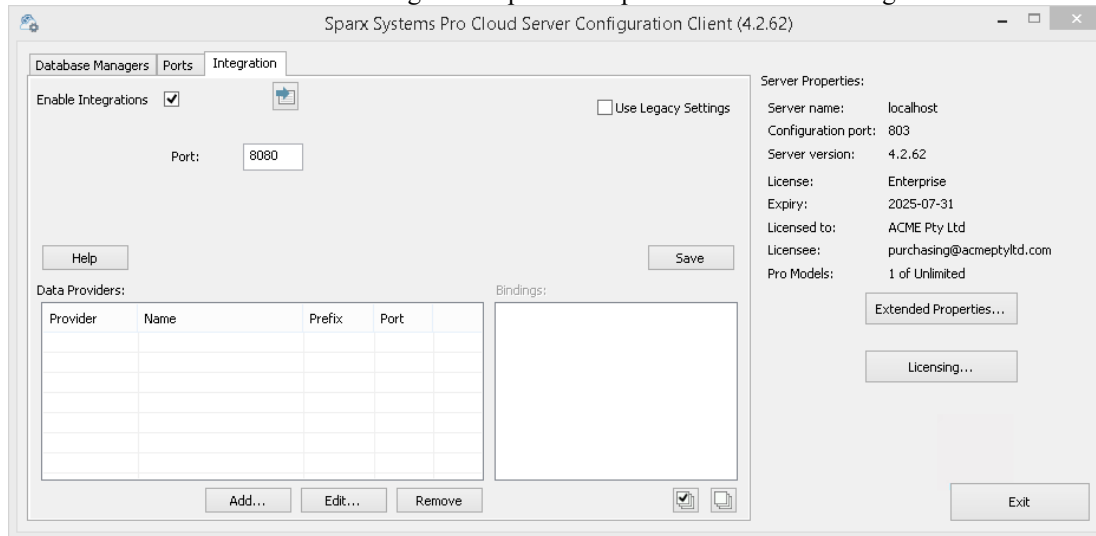 Sparx Systems Pro Cloud Server Configuration Client (4.2.62)
Database Managers Ports Integration
Enable Integrations
Use Legacy Settings
Port: 8080
Help
Save
Data Providers:
Bindings:
Provider Name Prefix Port
Add... Edit... Remove
Server Properties:
Server name: localhost
Configuration port: 803
Server version: 4.2.62
License: Enterprise
Expiry: 2025-07-31
Licensed to: ACME Pty Ltd
Licensee: purchasing@acmeptyltd.com
Pro Models: 1 of Unlimited
Extended Properties...
Licensing...
Exit